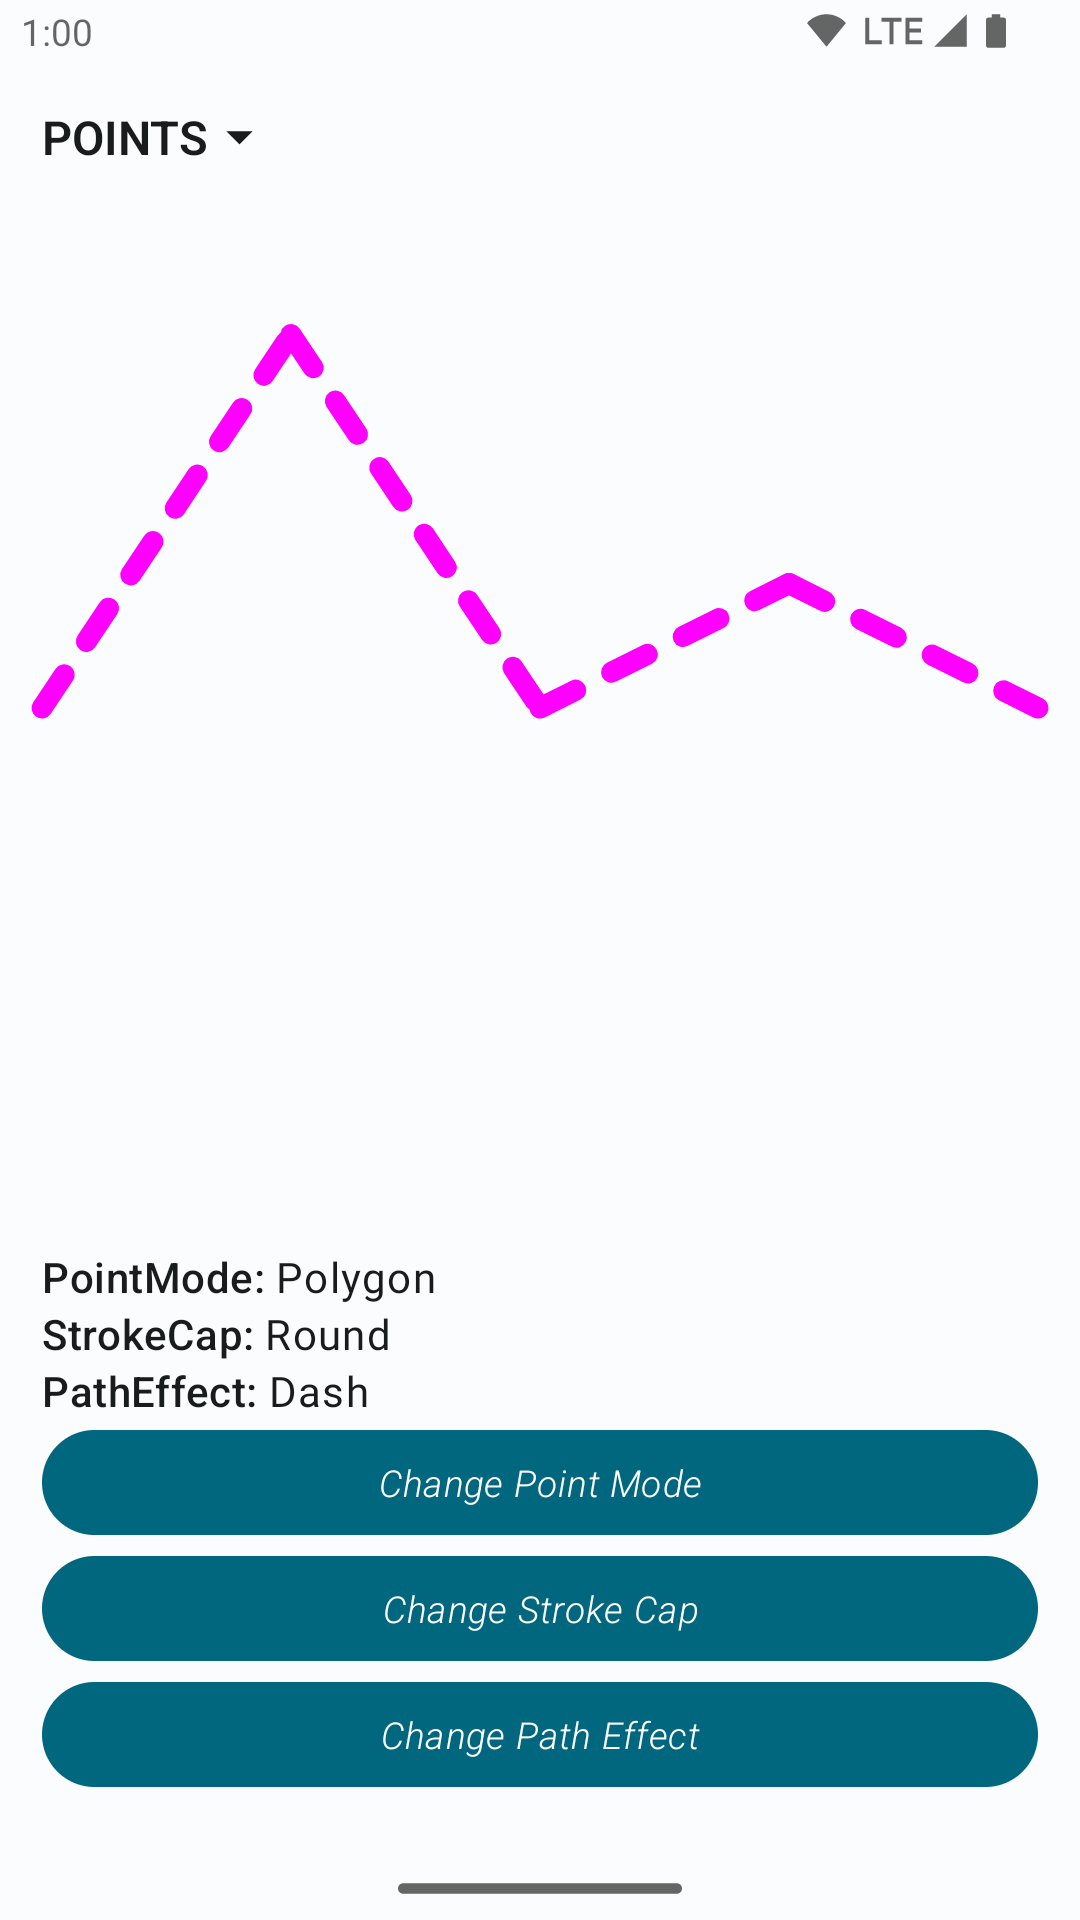 1:00
LTE
POINTS
PointMode: Polygon
StrokeCap: Round
PathEffect: Dash
Change Point Mode
Change Stroke Cap
Change Path Effect